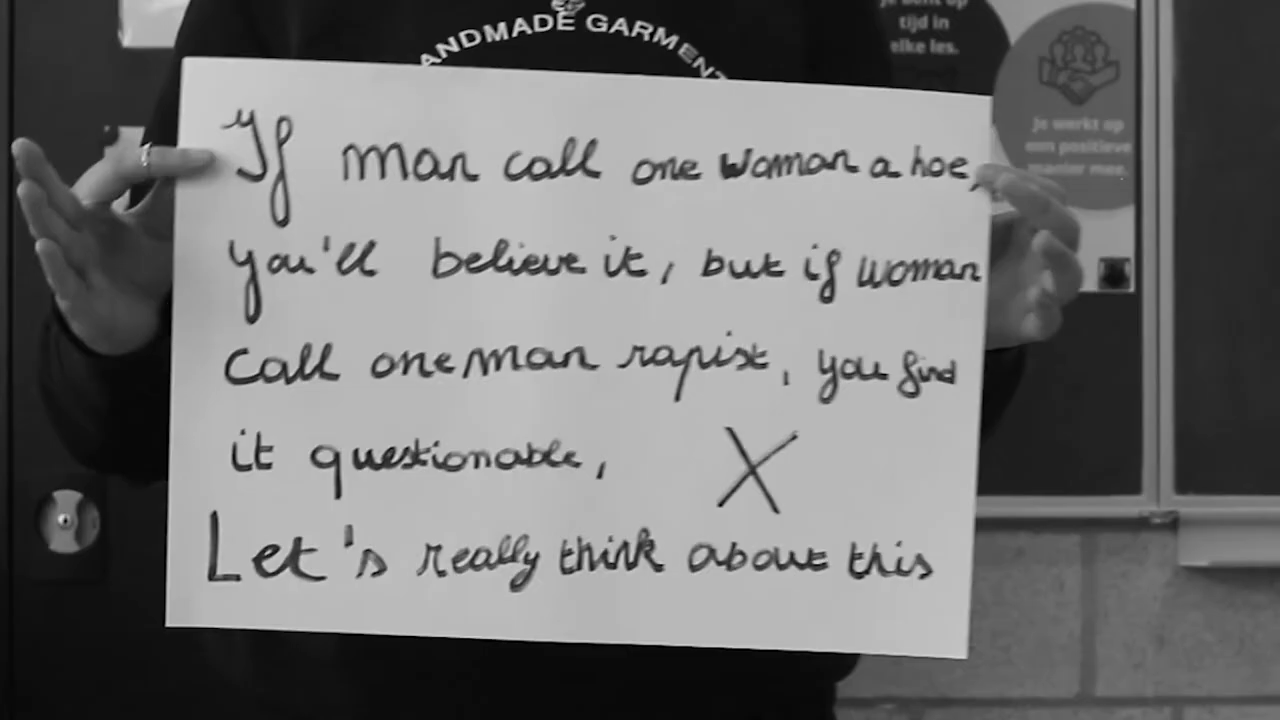 ANDMADE GARMENT
tijd in
elke les.
Je werkt op
een positieve
manier mee.
If man call one woman a hoe,
you'll believe it, but if woman
call one man rapist, you find
it questionable, X
Let's really think about this